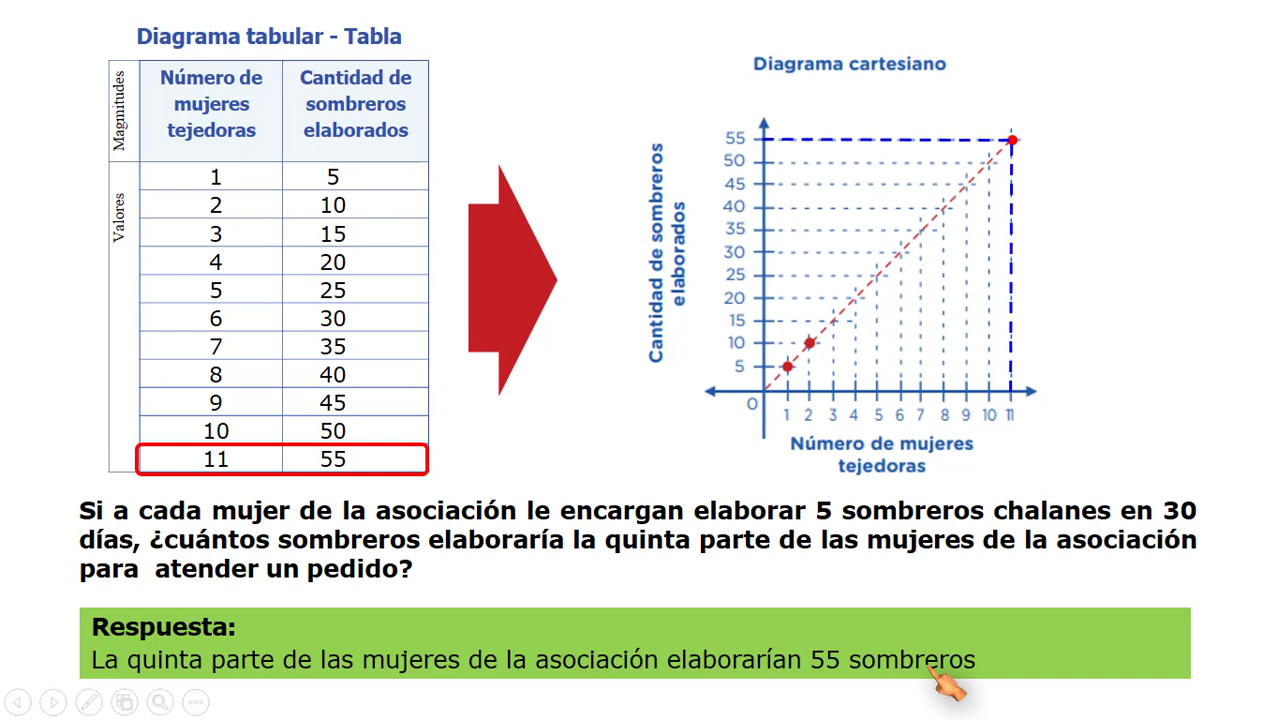 Diagrama tabular - Tabla
Magmitudes
Número de mujeres tejedoras
Cantidad de sombreros elaborados
Valores
1 5
2 10
3 15
4 20
5 25
6 30
7 35
8 40
9 45
10 50
11 55
Diagrama cartesiano
Cantidad de sombreros
elaborados
55
50
45
40
35
30
25
20
15
10
5
0
1 2 3 4 5 6 7 8 9 10 11
Número de mujeres
tejedoras
Si a cada mujer de la asociación le encargan elaborar 5 sombreros chalanes en 30
días, ¿cuántos sombreros elaboraría la quinta parte de las mujeres de la asociación
para atender un pedido?
Respuesta:
La quinta parte de las mujeres de la asociación elaborarían 55 sombreros